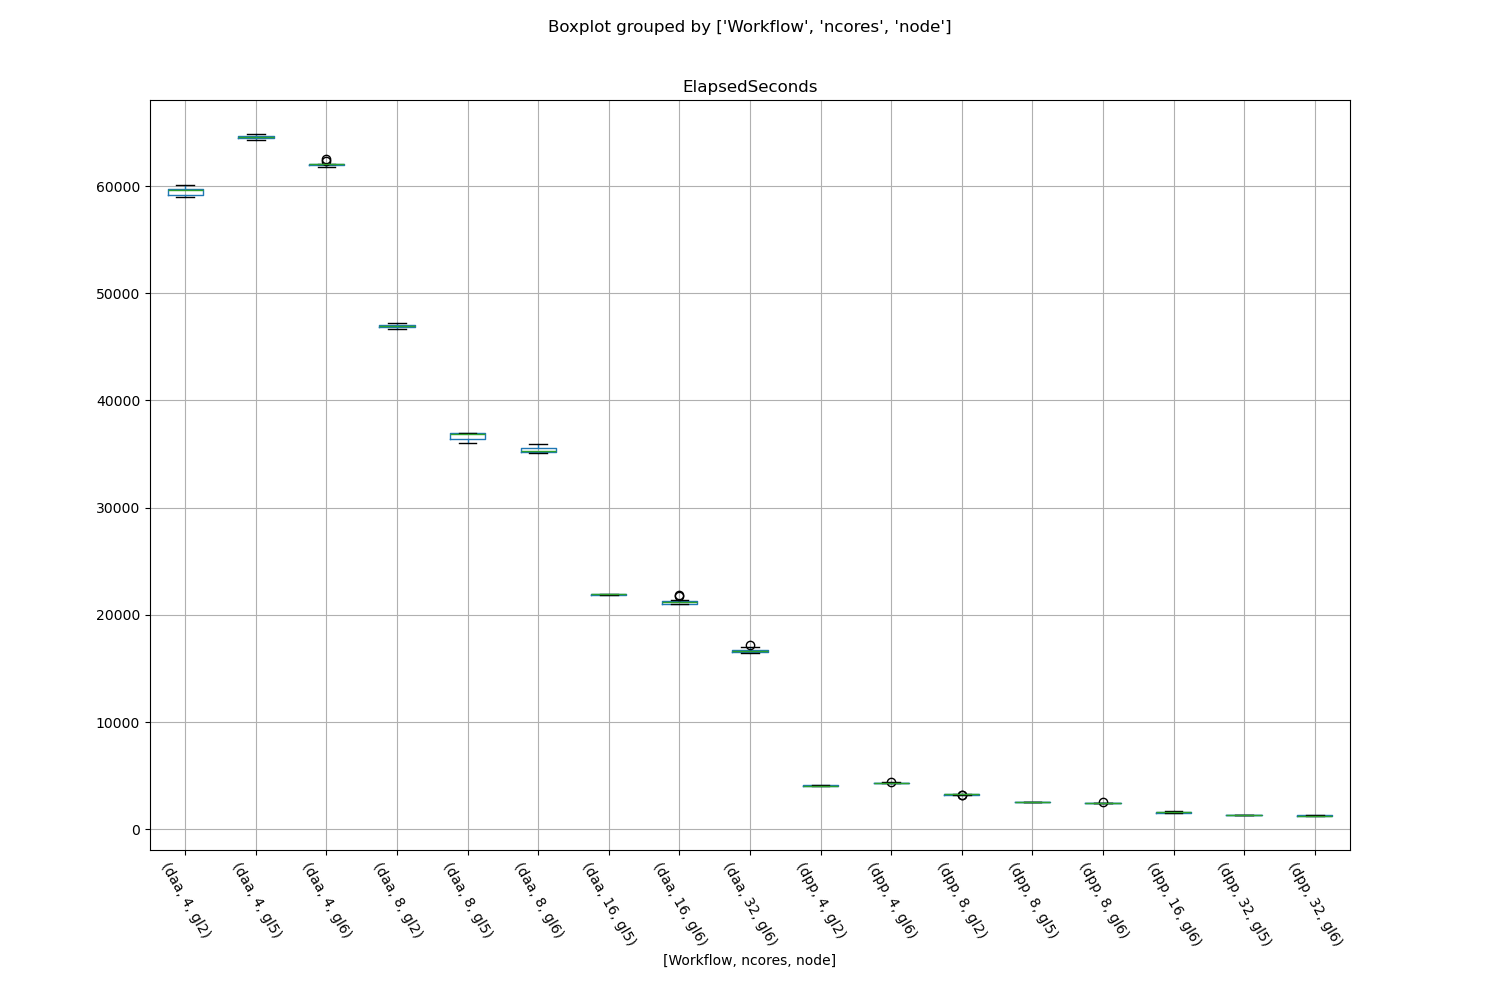 Boxplot grouped by ['Workflow', 'ncores', 'node']
ElapsedSeconds
60000
50000
40000
30000
20000
10000
0
(daa, 4, gl2)
(daa, 4, gl5)
(daa, 4, gl6)
(daa, 8, gl2)
(daa, 8, gl5)
(daa, 8, gl6)
(daa, 16, gl5)
(daa, 16, gl6)
(daa, 32, gl6)
(dpp, 4, gl2)
(dpp, 4, gl6)
(dpp, 8, gl2)
(dpp, 8, gl5)
(dpp, 8, gl6)
(dpp, 16, gl6)
(dpp, 32, gl5)
(dpp, 32, gl6)
[Workflow, ncores, node]